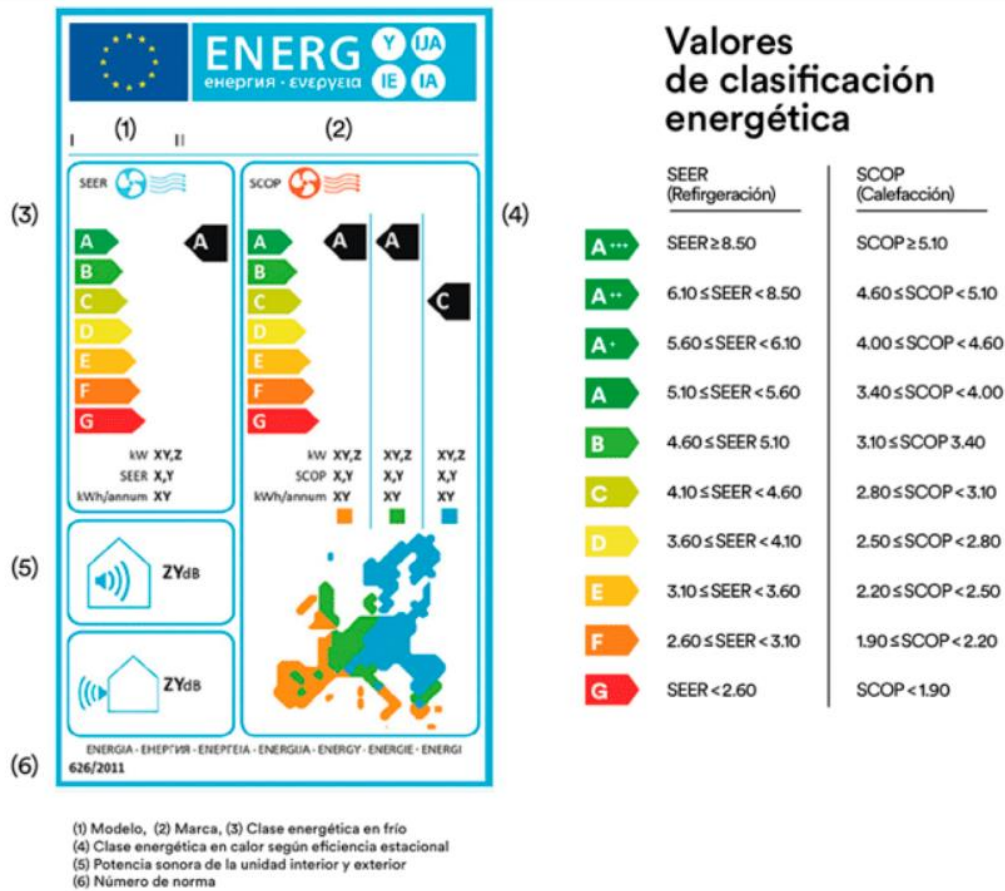 ENERG Y IJA
енергия · ενεργεια IE IA
I (1) II (2)
SEER
SCOP
(3)
(4)
A
B
C
D
E
F
G
A
A
B
C
D
E
F
G
A A
C
kW XY,Z
SEER X,Y
kWh/annum XY
kW XY,Z XY,Z XY,Z
SCOP X,Y X,Y X,Y
kWh/annum XY XY XY
(5)
ZYdB
ZYdB
ENERGIA · ЕНЕРГИЯ · ΕΝΕΡΓΕΙΑ · ENERGIJA · ENERGY · ENERGIE · ENERGI
(6)
626/2011
(1) Modelo, (2) Marca, (3) Clase energética en frío
(4) Clase energética en calor según eficiencia estacional
(5) Potencia sonora de la unidad interior y exterior
(6) Número de norma
Valores
de clasificación
energética
SEER
(Refirgeración)
SCOP
(Calefacción)
A+++ SEER ≥ 8.50 SCOP ≥ 5.10
A++ 6.10 ≤ SEER < 8.50 4.60 ≤ SCOP < 5.10
A+ 5.60 ≤ SEER < 6.10 4.00 ≤ SCOP < 4.60
A 5.10 ≤ SEER < 5.60 3.40 ≤ SCOP < 4.00
B 4.60 ≤ SEER 5.10 3.10 ≤ SCOP 3.40
C 4.10 ≤ SEER < 4.60 2.80 ≤ SCOP < 3.10
D 3.60 ≤ SEER < 4.10 2.50 ≤ SCOP < 2.80
E 3.10 ≤ SEER < 3.60 2.20 ≤ SCOP < 2.50
F 2.60 ≤ SEER < 3.10 1.90 ≤ SCOP < 2.20
G SEER < 2.60 SCOP < 1.90